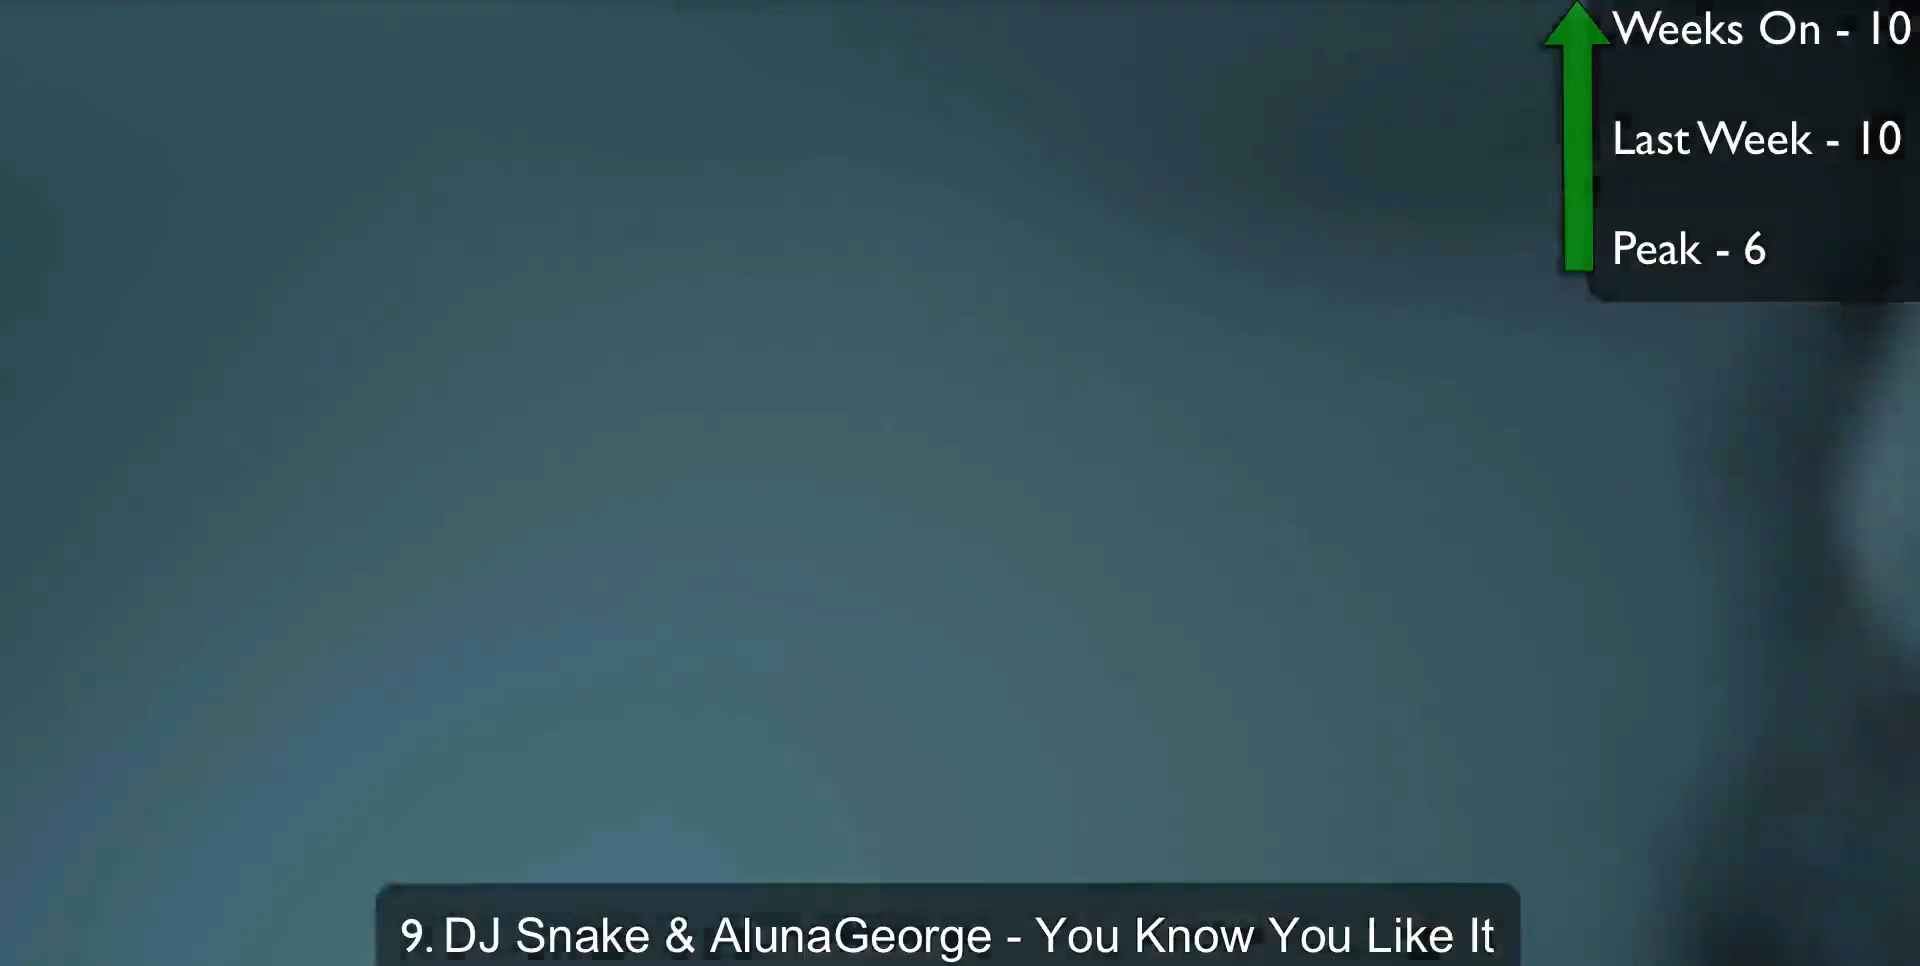 Weeks On - 10
Last Week - 10
Peak - 6
9. DJ Snake & AlunaGeorge - You Know You Like It